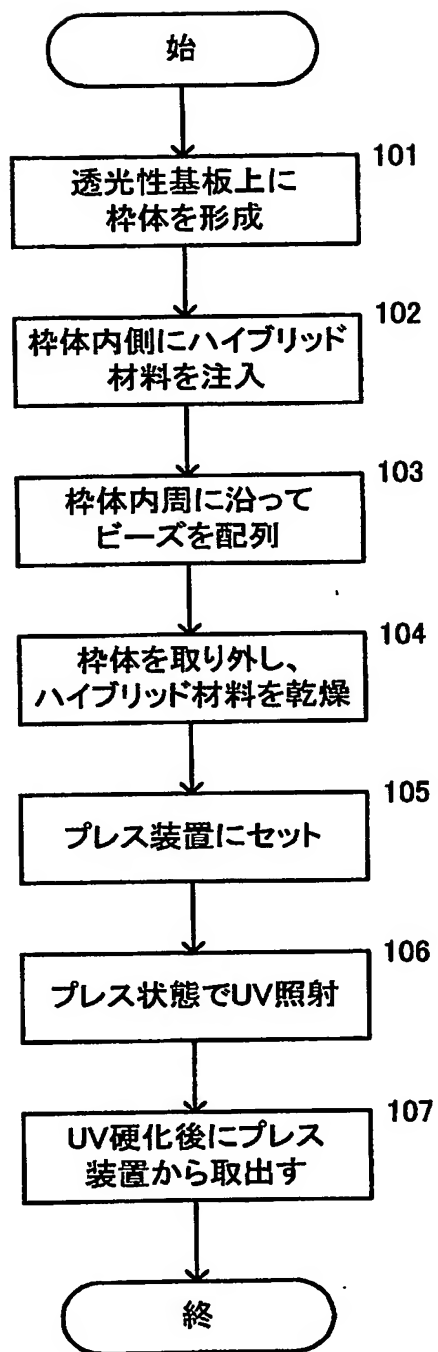 始
101
透光性基板上に
枠体を形成
102
枠体内側にハイブリッド
材料を注入
103
枠体内周に沿って
ビーズを配列
104
枠体を取り外し、
ハイブリッド材料を乾燥
105
プレス装置にセット
106
プレス状態でUV照射
107
UV硬化後にプレス
装置から取出す
終